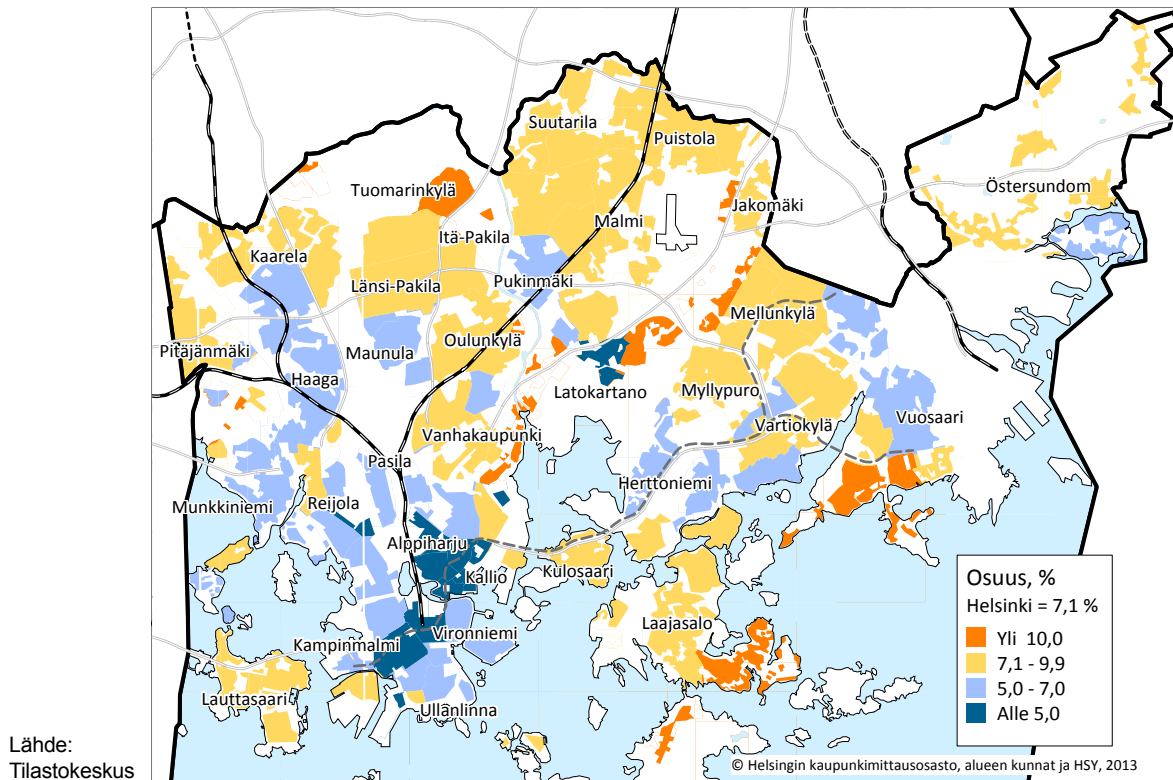 Suutarila
Puistola
Tuomarinkylä
Östersundom
Jakomäki
Malmi
Itä-Pakila
Kaarela
Pukinmäki
Länsi-Pakila
Mellunkylä
Oulunkylä
Maunula
Pitäjänmäki
Haaga
Latokartano
Myllypuro
Vuosaari
Vartiokylä
Vanhakaupunki
Pasila
Herttoniemi
Munkkiniemi
Reijola
Alppiharju
Kallio
Kulosaari
Laajasalo
Vironniemi
Kampinmalmi
Lauttasaari
Ullanlinna
Osuus, %
Helsinki = 7,1 %
Yli 10,0
7,1 - 9,9
5,0 - 7,0
Alle 5,0
Lähde:
Tilastokeskus
© Helsingin kaupunkimittausosasto, alueen kunnat ja HSY, 2013